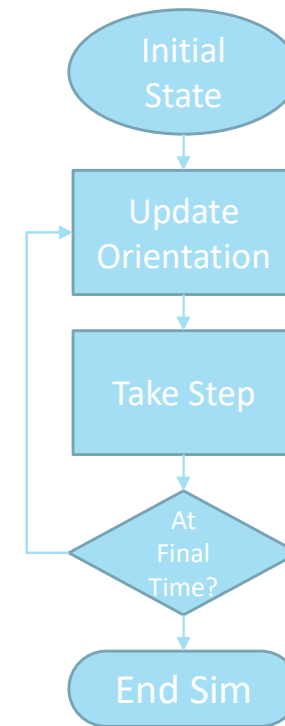 Initial
State
Update
Orientation
Take Step
At
Final
Time?
End Sim